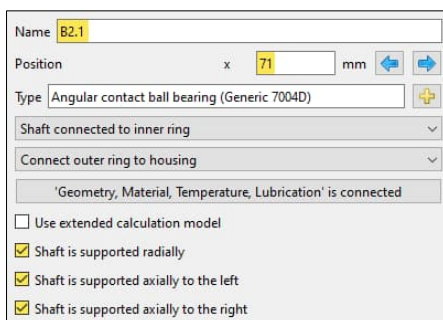 Name B2.1
Position x 71 mm
Type Angular contact ball bearing (Generic 7004D)
Shaft connected to inner ring
Connect outer ring to housing
'Geometry, Material, Temperature, Lubrication' is connected
Use extended calculation model
Shaft is supported radially
Shaft is supported axially to the left
Shaft is supported axially to the right